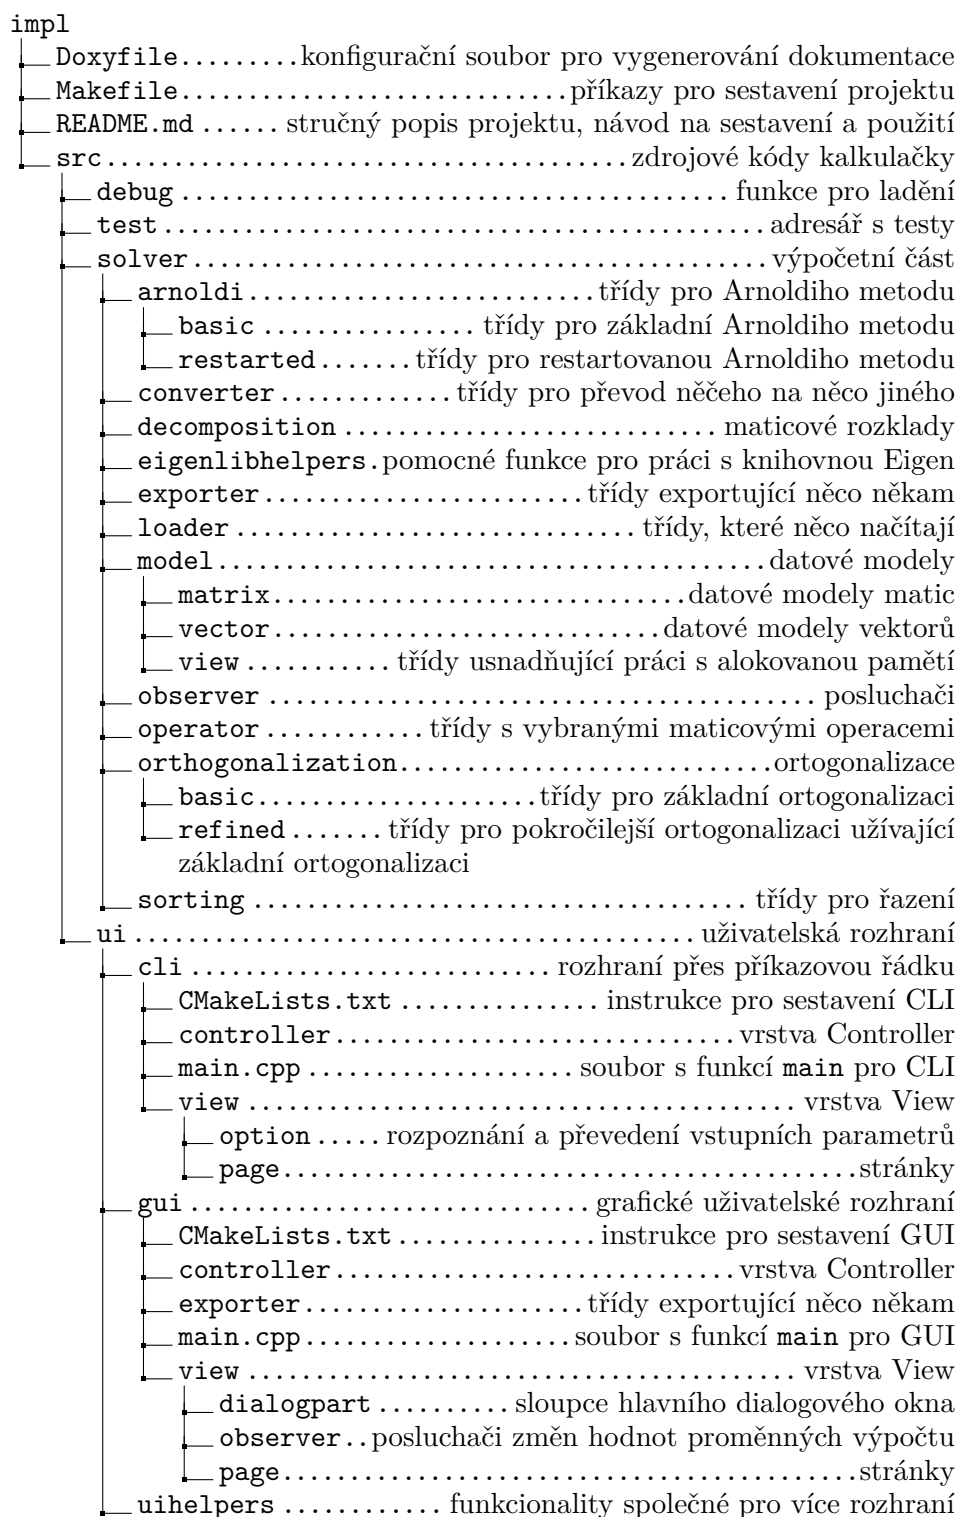 impl
Doxyfile.........konfigurační soubor pro vygenerování dokumentace
Makefile.............................příkazy pro sestavení projektu
README.md ...... stručný popis projektu, návod na sestavení a použití
src.......................................zdrojové kódy kalkulačky
debug ......................................... funkce pro ladění
test ............................................. adresář s testy
solver...........................................výpočetní část
arnoldi..........................třídy pro Arnoldiho metodu
basic ................ třídy pro základní Arnoldiho metodu
restarted.......třídy pro restartovanou Arnoldiho metodu
converter.............třídy pro převod něčeho na něco jiného
decomposition ............................ maticové rozklady
eigenlibhelpers.pomocné funkce pro práci s knihovnou Eigen
exporter........................třídy exportující něco někam
loader.............................. třídy, které něco načítají
model.........................................datové modely
matrix...............................datové modely matic
vector.............................datové modely vektorů
view ........... třídy usnadňující práci s alokovanou pamětí
observer ......................................... posluchači
operator ............třídy s vybranými maticovými operacemi
orthogonalization............................ortogonalizace
basic.....................třídy pro základní ortogonalizaci
refined ....... třídy pro pokročilejší ortogonalizaci užívající
základní ortogonalizaci
sorting ..................................... třídy pro řazení
ui .......................................... uživatelská rozhraní
cli ........................... rozhraní přes příkazovou řádku
CMakeLists.txt ............... instrukce pro sestavení CLI
controller..............................vrstva Controller
main.cpp .................... soubor s funkcí main pro CLI
view ......................................... vrstva View
option ..... rozpoznání a převedení vstupních parametrů
page...........................................stránky
gui .............................. grafické uživatelské rozhraní
CMakeLists.txt...............instrukce pro sestavení GUI
controller..............................vrstva Controller
exporter.....................třídy exportující něco někam
main.cpp....................soubor s funkcí main pro GUI
view .......................................... vrstva View
dialogpart .......... sloupce hlavního dialogového okna
observer..posluchači změn hodnot proměnných výpočtu
page...........................................stránky
uihelpers ............ funkcionality společné pro více rozhraní